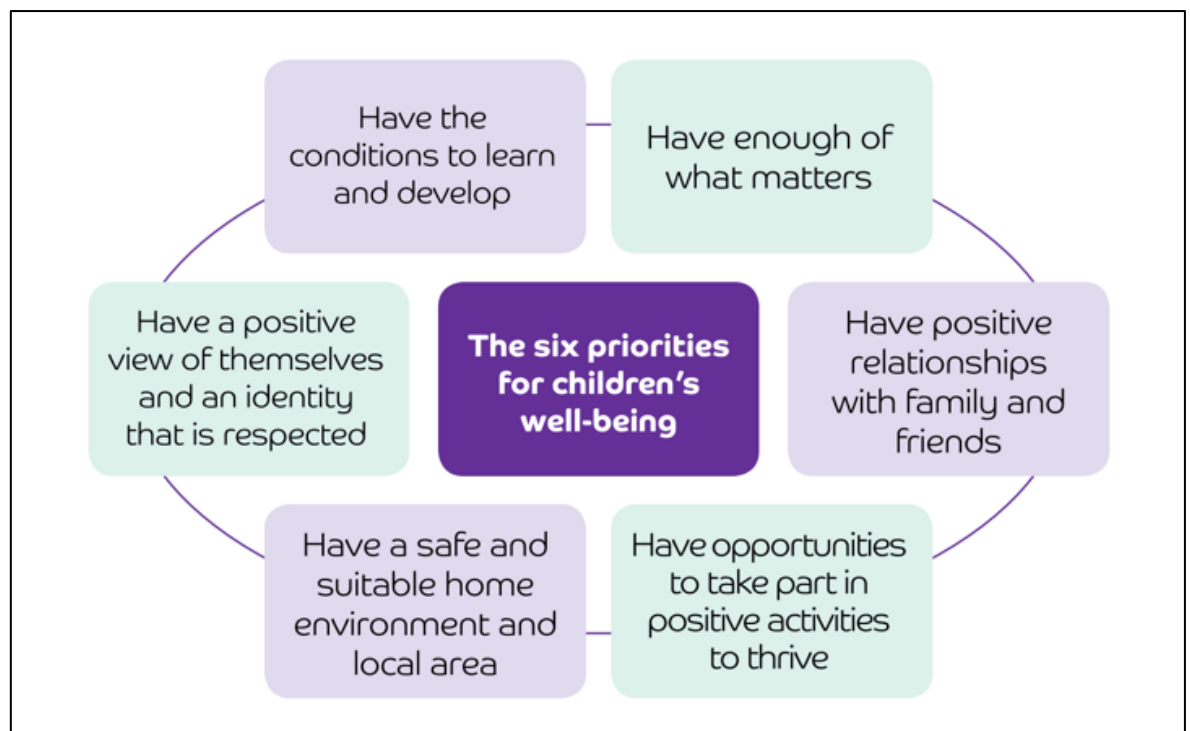 Have the
conditions to learn
and develop
Have enough of
what matters
Have a positive
view of themselves
and an identity
that is respected
The six priorities
for children's
well-being
Have positive
relationships
with family and
friends
Have a safe and
suitable home
environment and
local area
Have opportunities
to take part in
positive activities
to thrive